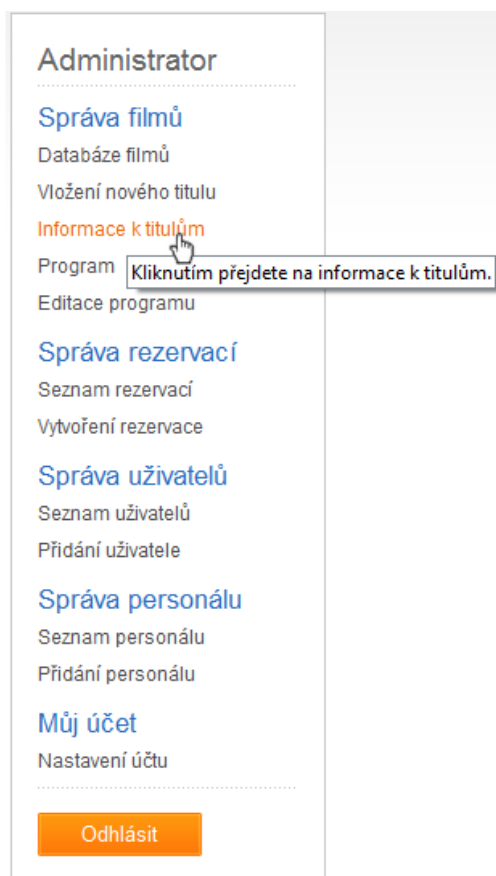 Administrator
Správa filmů
Databáze filmů
Vložení nového titulu
Informace k titulům
Program
Kliknutím přejdete na informace k titulům.
Editace programu
Správa rezervací
Seznam rezervací
Vytvoření rezervace
Správa uživatelů
Seznam uživatelů
Přidání uživatele
Správa personálu
Seznam personálu
Přidání personálu
Můj účet
Nastavení účtu
Odhlásit